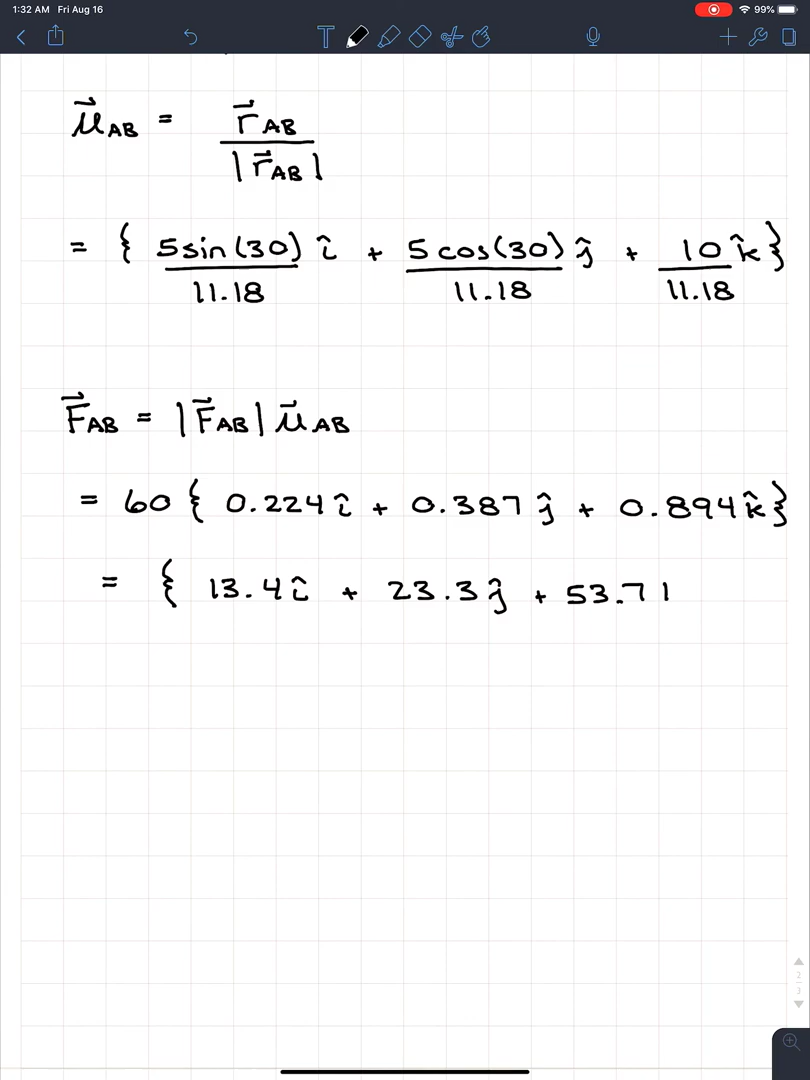 1:32 AM Fri Aug 16 99%
T
μ⃗AB = r⃗AB / |r⃗AB|
= { 5sin(30)/11.18 î + 5cos(30)/11.18 ĵ + 10/11.18 k̂}
F⃗AB = |F⃗AB| μ⃗AB
= 60 { 0.224 î + 0.387 ĵ + 0.894 k̂}
= { 13.4 î + 23.3 ĵ + 53.71